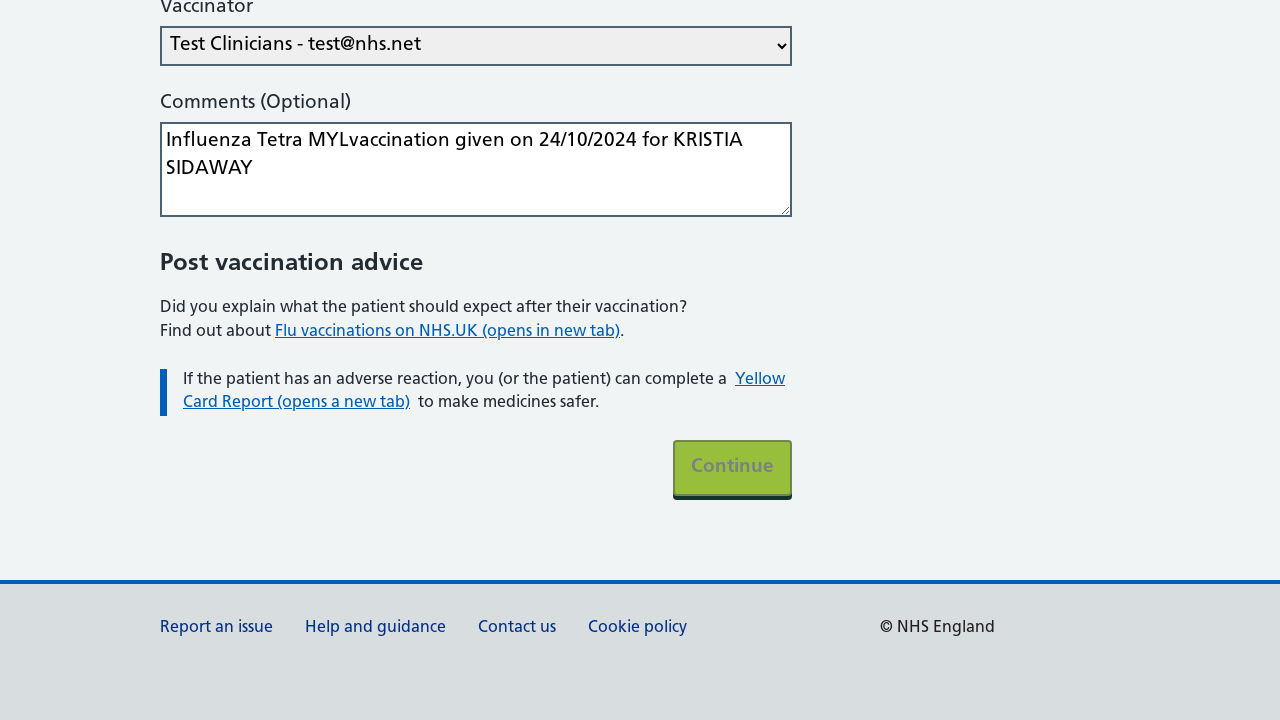 Vaccinator
Test Clinicians - test@nhs.net
Comments (Optional)
Influenza Tetra MYLvaccination given on 24/10/2024 for KRISTIA
SIDAWAY
Post vaccination advice
Did you explain what the patient should expect after their vaccination?
Find out about Flu vaccinations on NHS.UK (opens in new tab).
If the patient has an adverse reaction, you (or the patient) can complete a Yellow
Card Report (opens a new tab) to make medicines safer.
Continue
Report an issue Help and guidance Contact us Cookie policy © NHS England